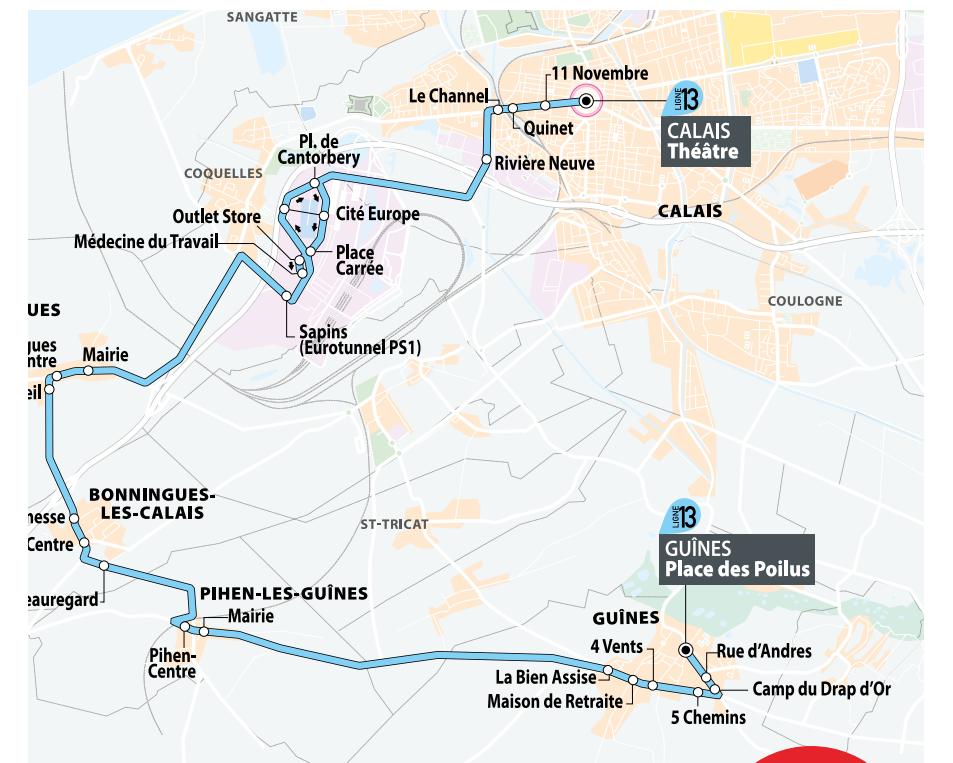 SANGATTE
11 Novembre
Le Channel
LIGNE 13
CALAIS
Théâtre
Quinet
Pl. de
Cantorbery
Rivière Neuve
COQUELLES
Outlet Store
Cité Europe
CALAIS
Médecine du Travail
Place
Carrée
COULOGNE
UES
Sapins
(Eurotunnel PS1)
gues
ntre
Mairie
eil
BONNINGUES-
LES-CALAIS
LIGNE 13
nesse
ST-TRICAT
Centre
GUÎNES
Place des Poilus
eauregard
PIHEN-LES-GUÎNES
Mairie
GUÎNES
4 Vents
Rue d'Andres
Pihen-
Centre
La Bien Assise
Camp du Drap d'Or
Maison de Retraite
5 Chemins